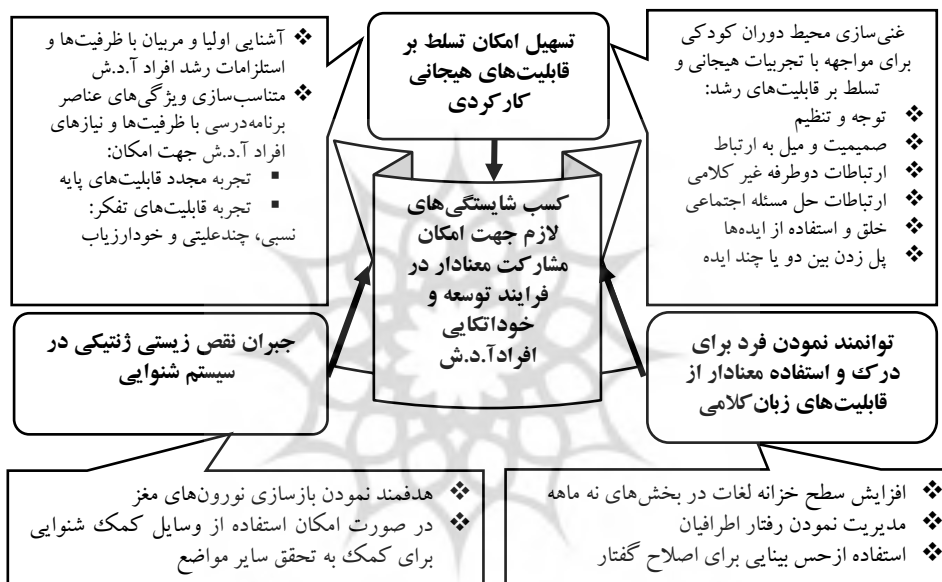 غنی‌سازی محیط دوران کودکی
برای مواجهه با تجربیات هیجانی و
تسلط بر قابلیت‌های رشد:
❖ توجه و تنظیم
❖ صمیمیت و میل به ارتباط
❖ ارتباطات دوطرفه غیر کلامی
❖ ارتباطات حل مسئله اجتماعی
❖ خلق و استفاده از ایده‌ها
❖ پل زدن بین دو یا چند ایده
تسهیل امکان تسلط بر
قابلیت‌های هیجانی
کارکردی
❖ آشنایی اولیا و مربیان با ظرفیت‌ها و
استلزامات رشد افراد آ.د.ش
❖ متناسب‌سازی ویژگی‌های عناصر
برنامه‌درسی با ظرفیت‌ها و نیازهای
افراد آ.د.ش جهت امکان:
▪ تجربه مجدد قابلیت‌های پایه
▪ تجربه قابلیت‌های تفکر:
نسبی، چندعلیتی و خودارزیاب
کسب شایستگی‌های
لازم جهت امکان
مشارکت معنادار در
فرایند توسعه و
خوداتکایی
افرادآ.د.ش
توانمند نمودن فرد برای
درک و استفاده معنادار از
قابلیت‌های زبان کلامی
جبران نقص زیستی ژنتیکی در
سیستم شنوایی
❖ افزایش سطح خزانه لغات در بخش‌های نه ماهه
❖ مدیریت نمودن رفتار اطرافیان
❖ استفاده ازحس بینایی برای اصلاح گفتار
❖ هدفمند نمودن بازسازی نورون‌های مغز
❖ در صورت امکان استفاده از وسایل کمک شنوایی
برای کمک به تحقق سایر مواضع